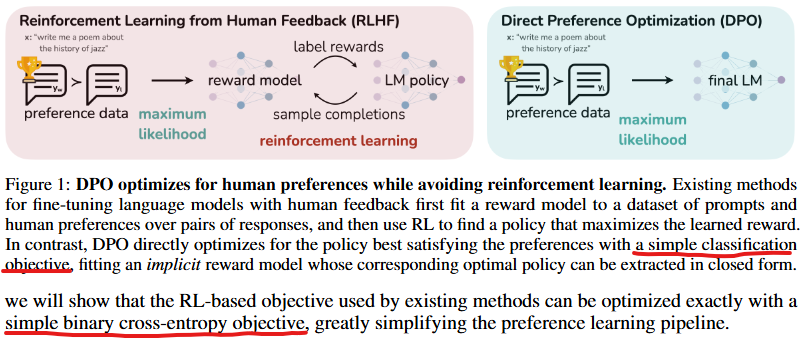 Reinforcement Learning from Human Feedback (RLHF)
x: "write me a poem about
the history of jazz"
label rewards
yw
>
yl
reward model
LM policy
preference data
sample completions
maximum
likelihood
reinforcement learning
Direct Preference Optimization (DPO)
x: "write me a poem about
the history of jazz"
yw
>
yl
final LM
preference data
maximum
likelihood
Figure 1: DPO optimizes for human preferences while avoiding reinforcement learning. Existing methods
for fine-tuning language models with human feedback first fit a reward model to a dataset of prompts and
human preferences over pairs of responses, and then use RL to find a policy that maximizes the learned reward.
In contrast, DPO directly optimizes for the policy best satisfying the preferences with a simple classification
objective, fitting an implicit reward model whose corresponding optimal policy can be extracted in closed form.
we will show that the RL-based objective used by existing methods can be optimized exactly with a
simple binary cross-entropy objective, greatly simplifying the preference learning pipeline.